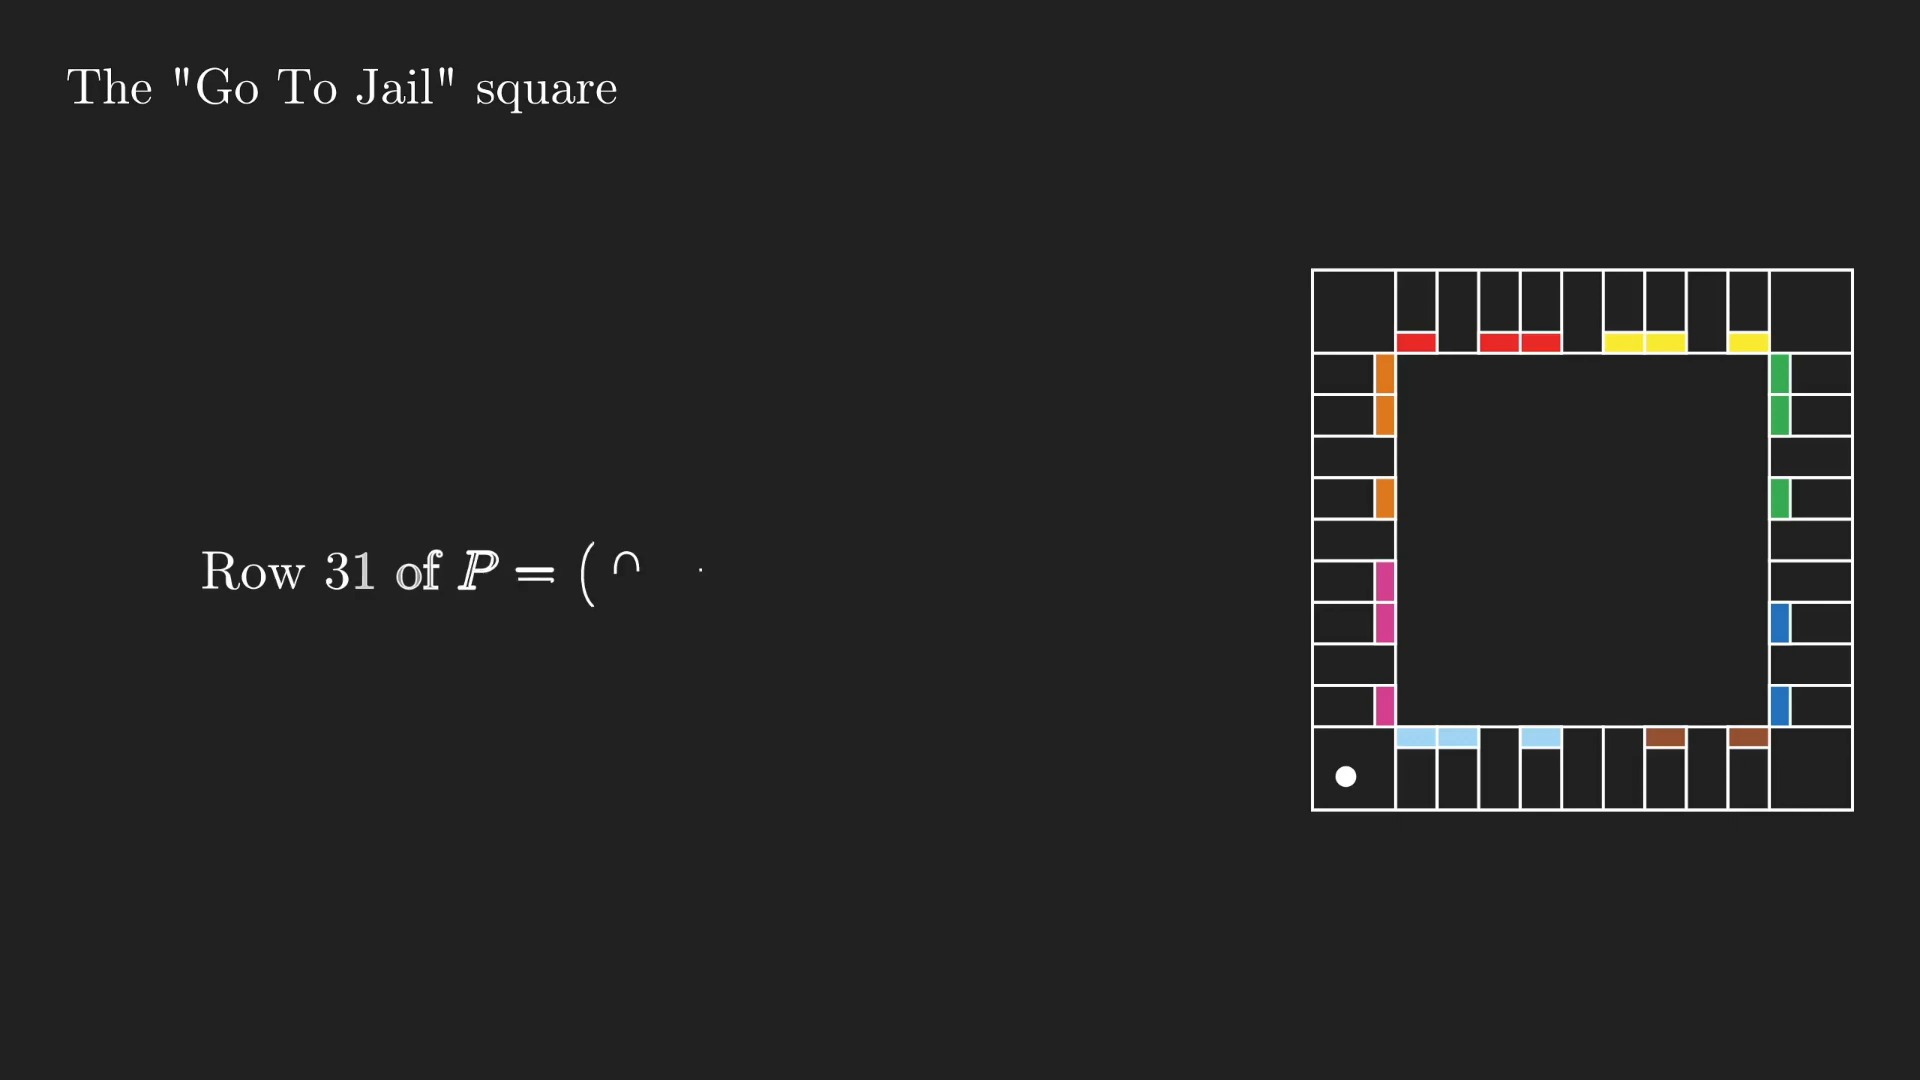 The "Go To Jail" square
Row 31 of ℙ = (